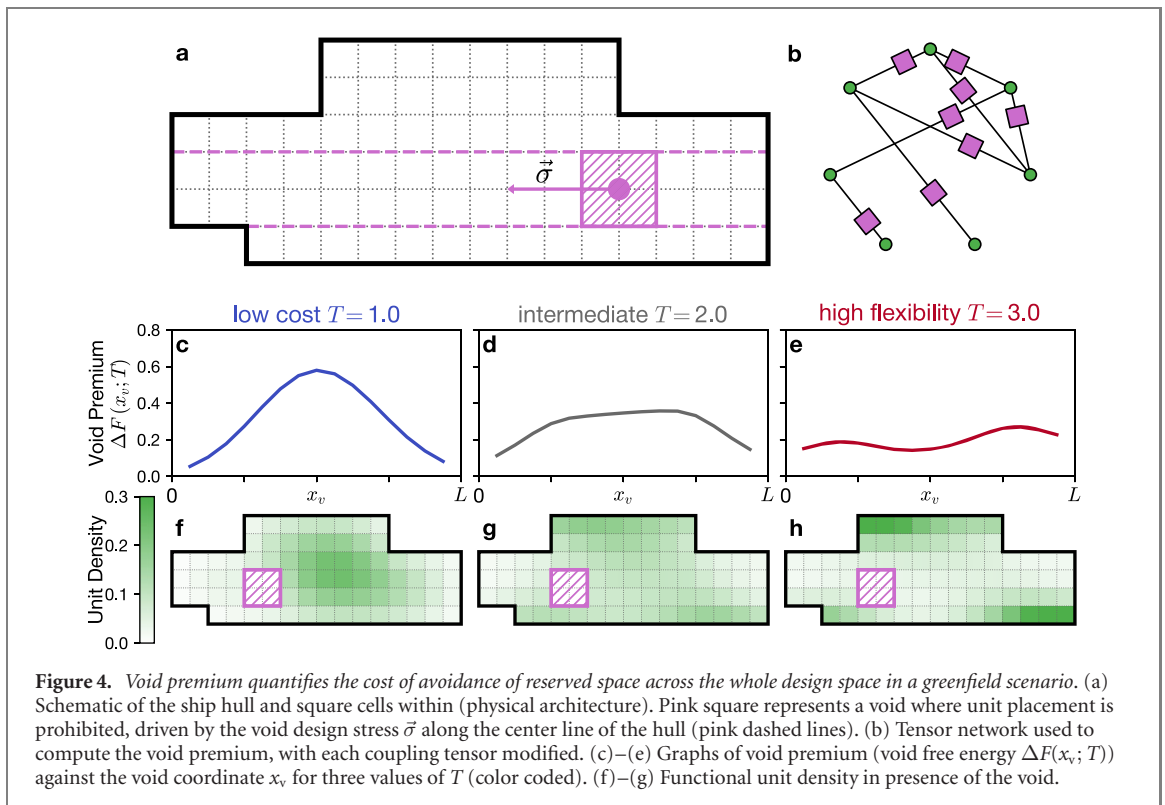 a
b
σ⃗
low cost T = 1.0
intermediate T = 2.0
high flexibility T = 3.0
Void Premium
ΔF(x_v; T)
0.8
0.6
0.4
0.2
0.0
c
d
e
0 x_v L
0 x_v L
0 x_v L
Unit Density
0.3
0.2
0.1
0.0
f
g
h
Figure 4. Void premium quantifies the cost of avoidance of reserved space across the whole design space in a greenfield scenario. (a)
Schematic of the ship hull and square cells within (physical architecture). Pink square represents a void where unit placement is
prohibited, driven by the void design stress σ⃗ along the center line of the hull (pink dashed lines). (b) Tensor network used to
compute the void premium, with each coupling tensor modified. (c)–(e) Graphs of void premium (void free energy ΔF(x_v; T))
against the void coordinate x_v for three values of T (color coded). (f)–(g) Functional unit density in presence of the void.